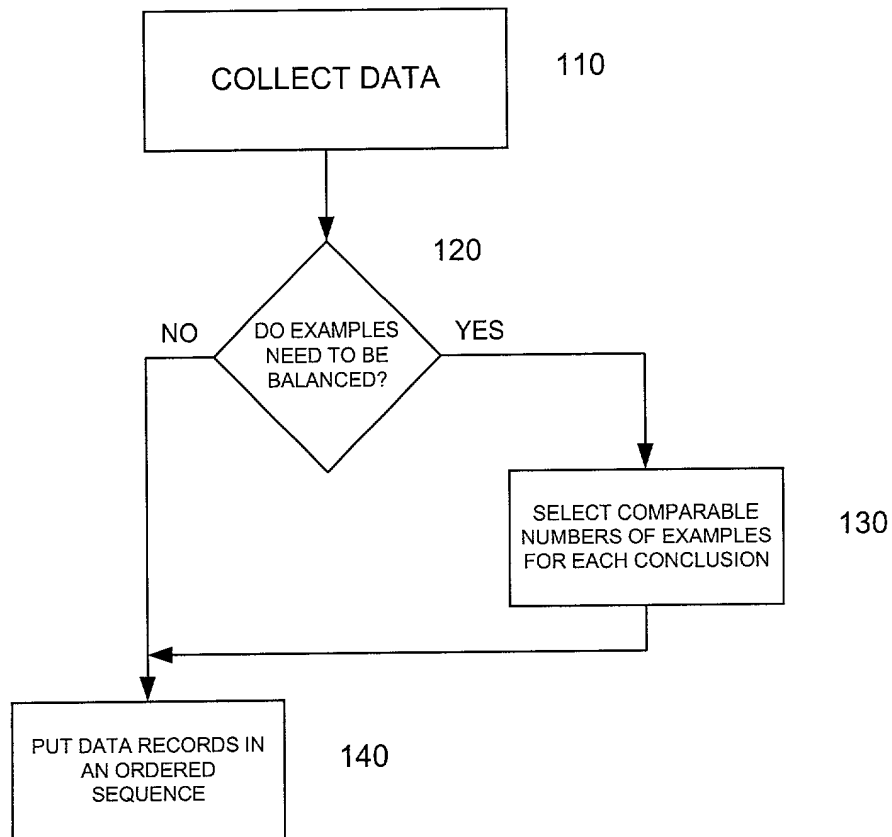 COLLECT DATA
110
120
NO
DO EXAMPLES
NEED TO BE
BALANCED?
YES
SELECT COMPARABLE
NUMBERS OF EXAMPLES
FOR EACH CONCLUSION
130
PUT DATA RECORDS IN
AN ORDERED
SEQUENCE
140